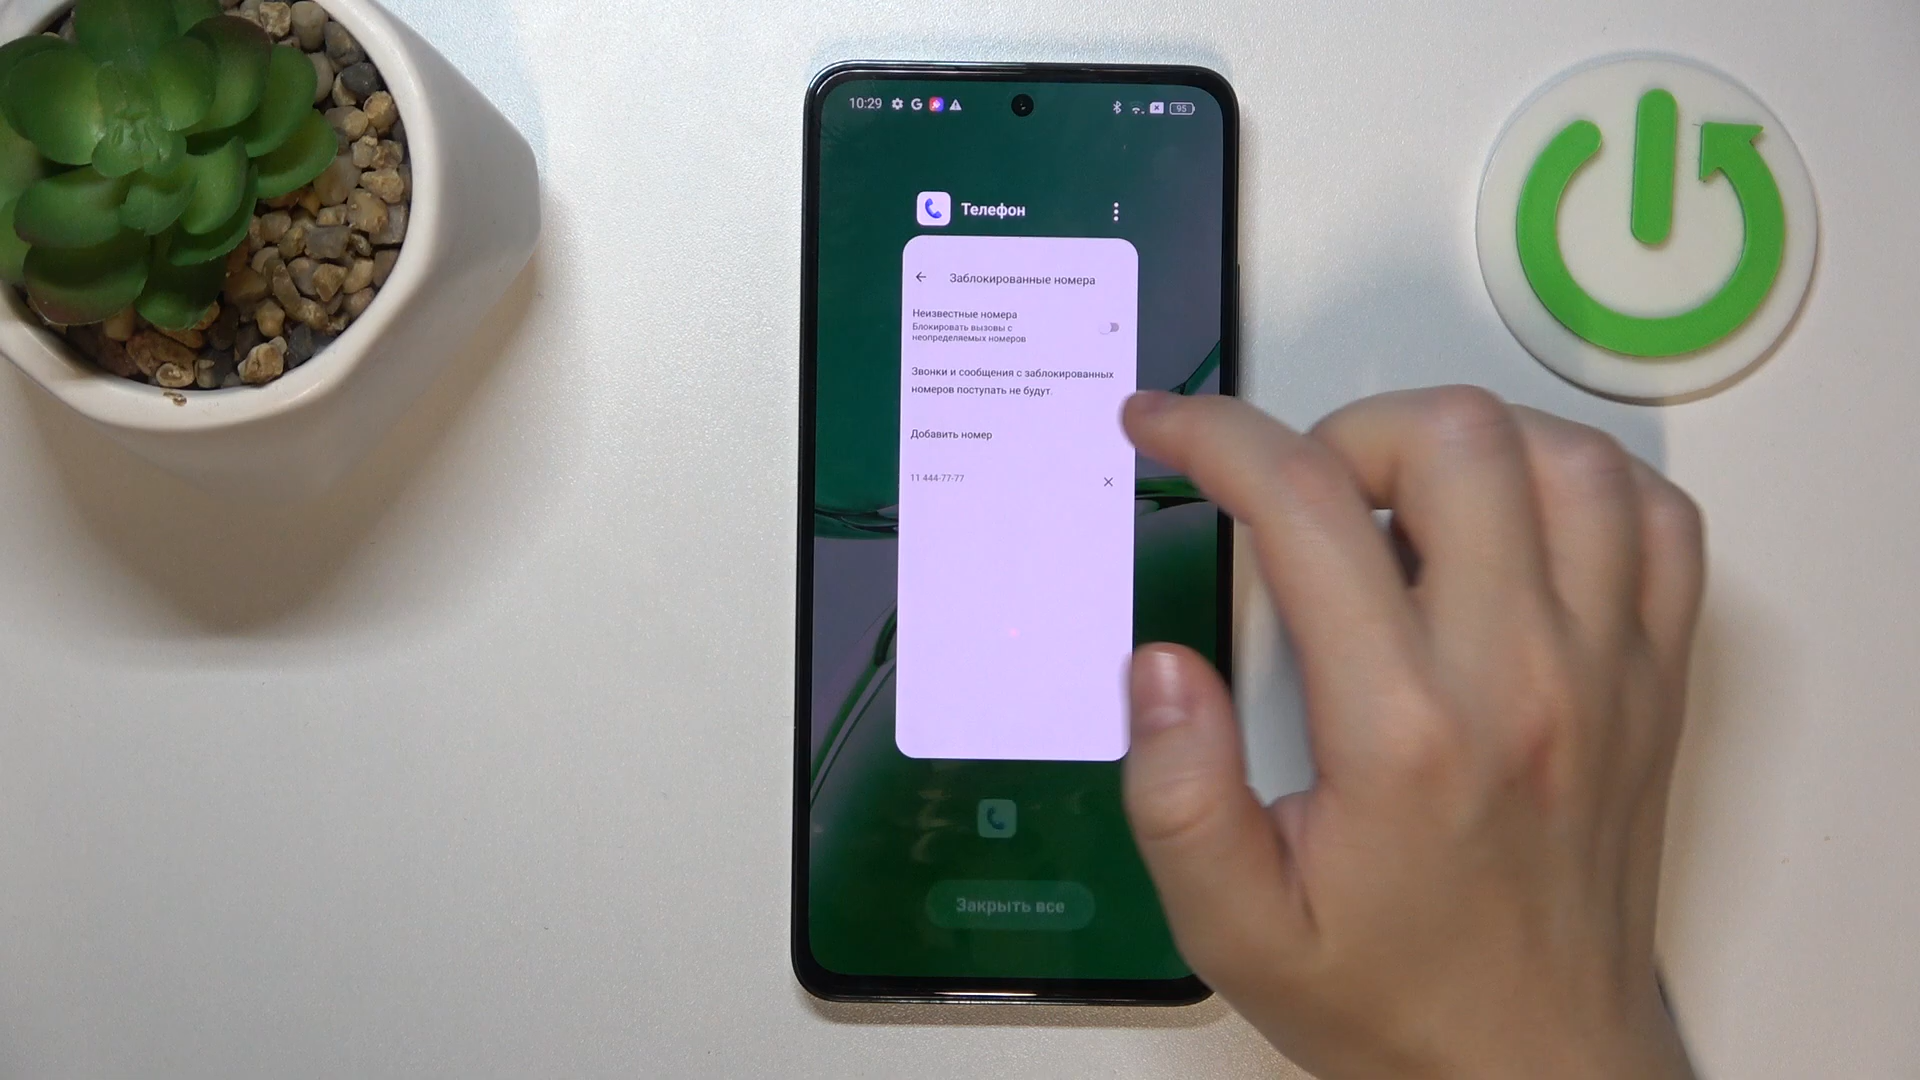 10:29
95
Телефон
Заблокированные номера
Неизвестные номера
Блокировать вызовы с
неопределяемых номеров
Звонки и сообщения с заблокированных
номеров поступать не будут.
Добавить номер
11 444-77-77
Закрыть все